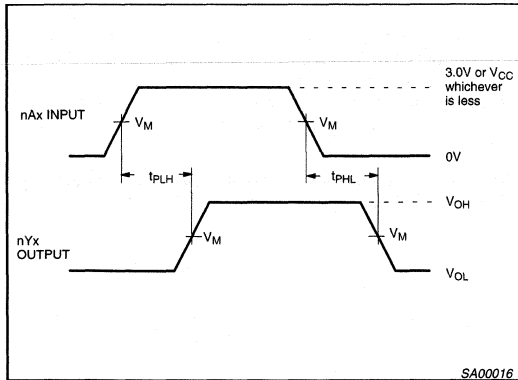 3.0V or VCC
whichever
is less
nAx INPUT
VM
VM
0V
tPLH
tPHL
VOH
nYx
OUTPUT
VM
VM
VOL
SA00016